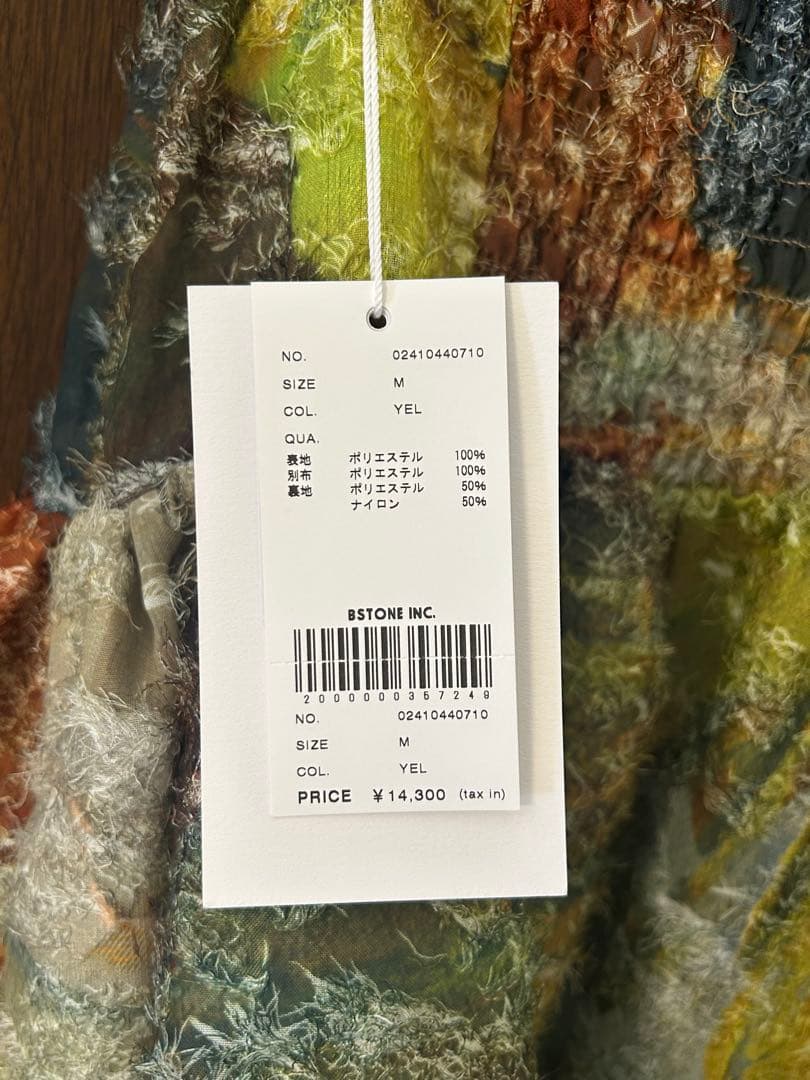 NO. 02410440710
SIZE M
COL. YEL
QUA.
表地 ポリエステル 100%
別布 ポリエステル 100%
裏地 ポリエステル 50%
ナイロン 50%
BSTONE INC.
2000000357249
NO. 02410440710
SIZE M
COL. YEL
PRICE ¥14,300 (tax in)